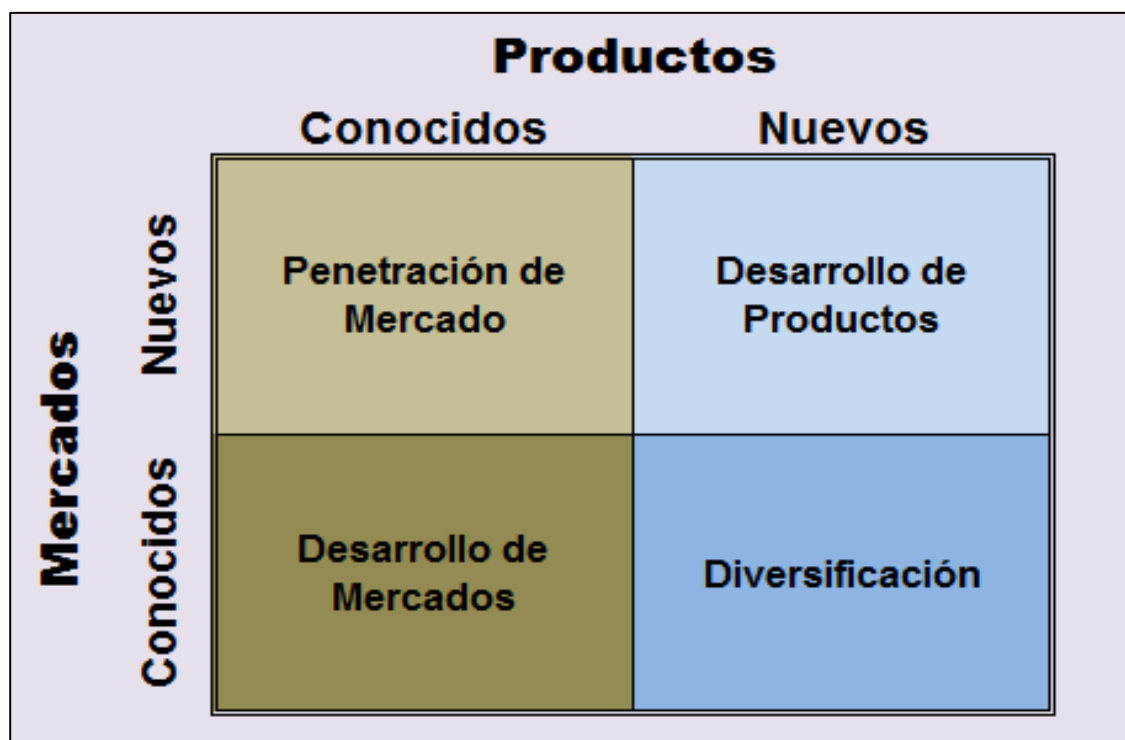 Productos
Conocidos
Nuevos
Mercados
Nuevos
Penetración de
Mercado
Desarrollo de
Productos
Conocidos
Desarrollo de
Mercados
Diversificación